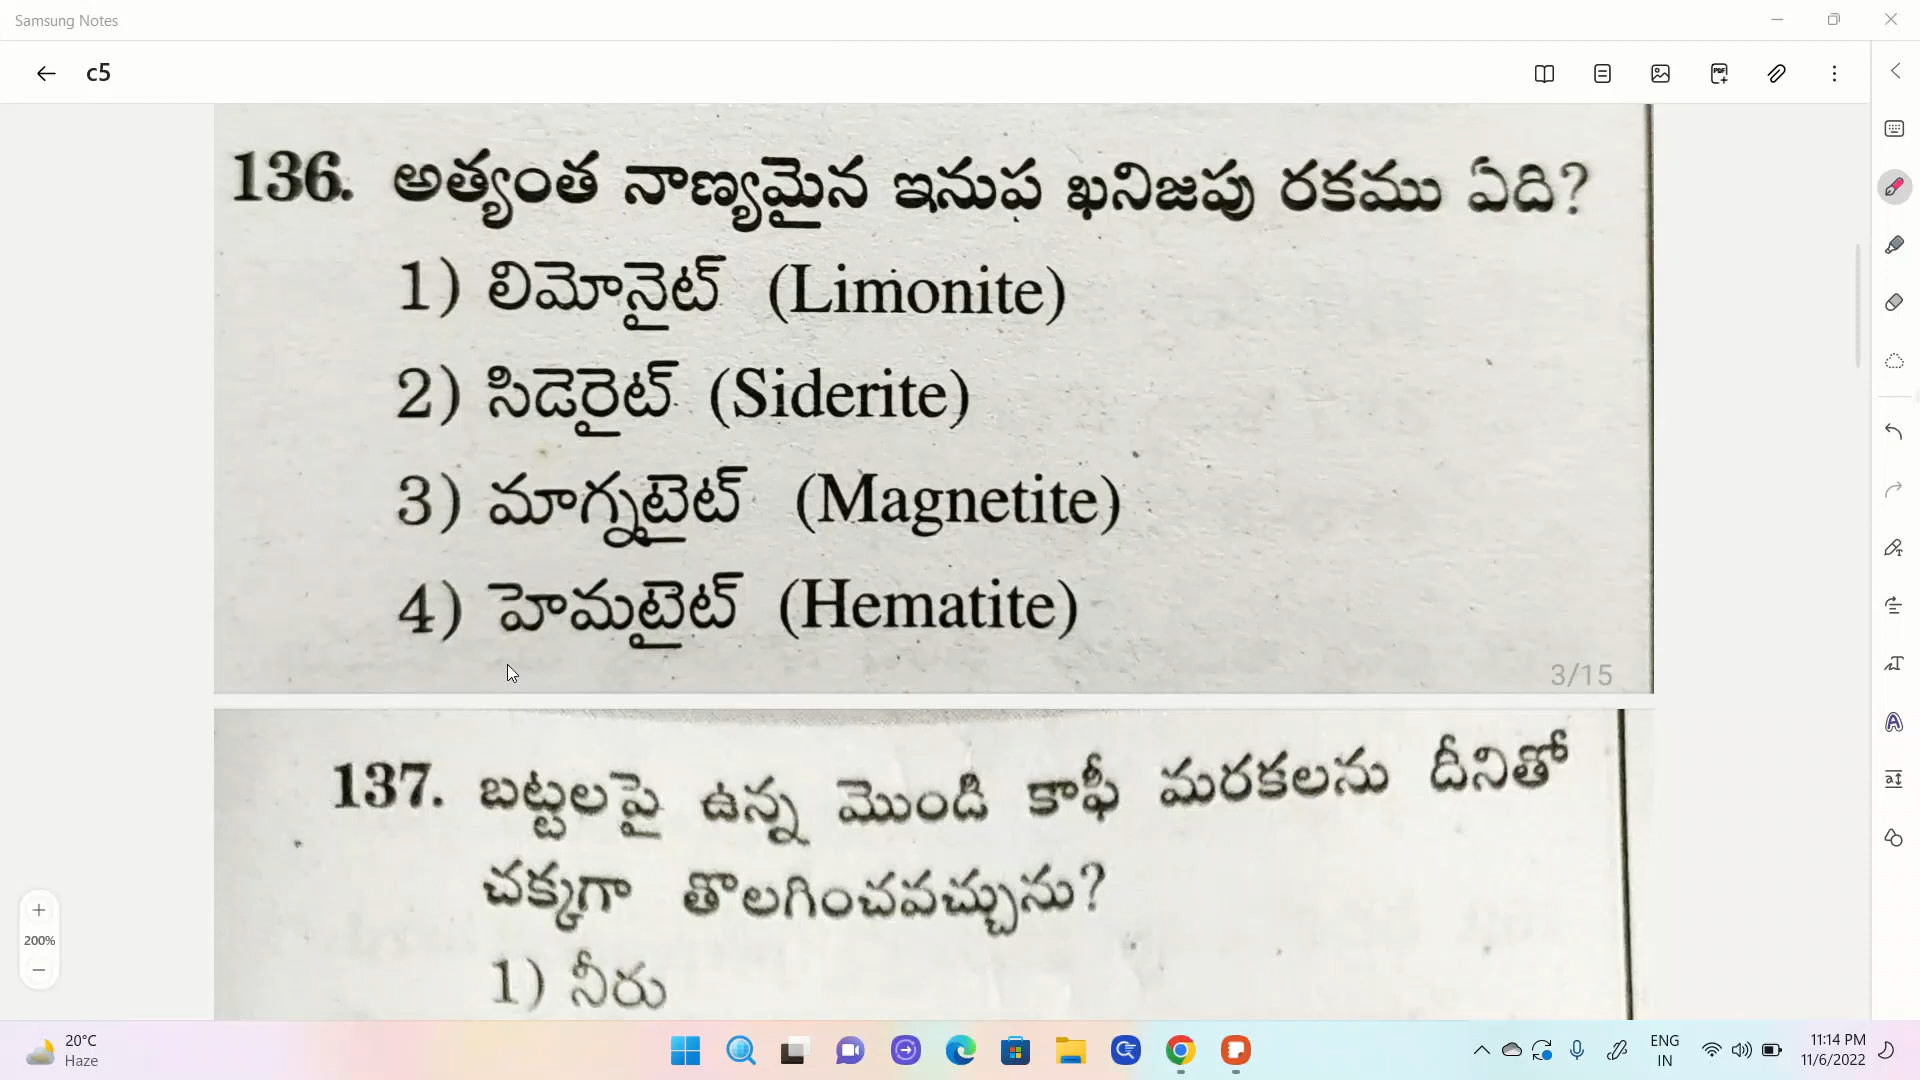 Samsung Notes
c5
136. అత్యంత నాణ్యమైన ఇనుప ఖనిజపు రకము ఏది?
1) లిమోనైట్ (Limonite)
2) సిడెరైట్ (Siderite)
3) మాగ్నటైట్ (Magnetite)
4) హెమటైట్ (Hematite)
3/15
137. బట్టలపై ఉన్న మొండి కాఫీ మరకలను దీనితో
చక్కగా తొలగించవచ్చును?
1) నీరు
200%
20°C
Haze
ENG
IN
11:14 PM
11/6/2022